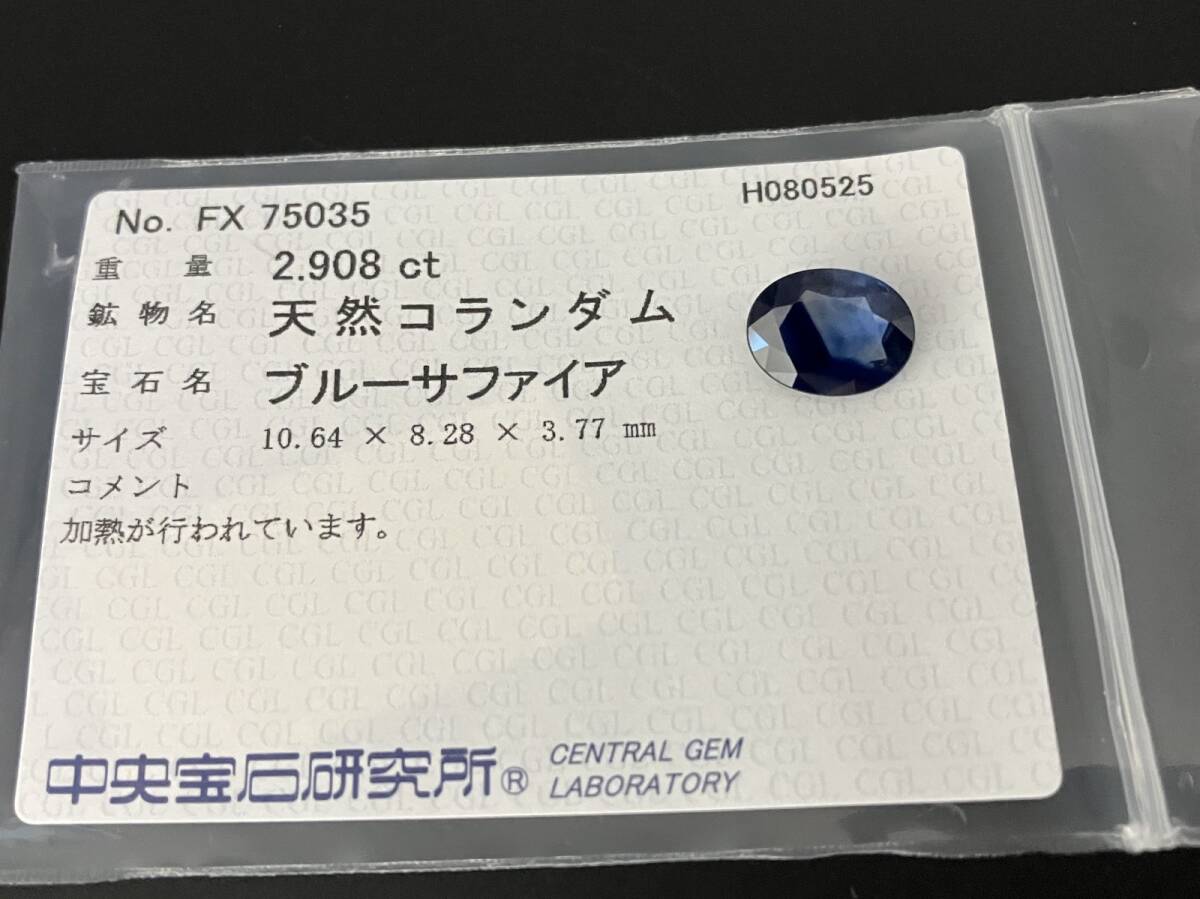 No. FX 75035
H080525
重量 2.908 ct
鉱物名 天然コランダム
宝石名 ブルーサファイア
サイズ 10.64 × 8.28 × 3.77 mm
コメント
加熱が行われています。
中央宝石研究所® CENTRAL GEM
LABORATORY